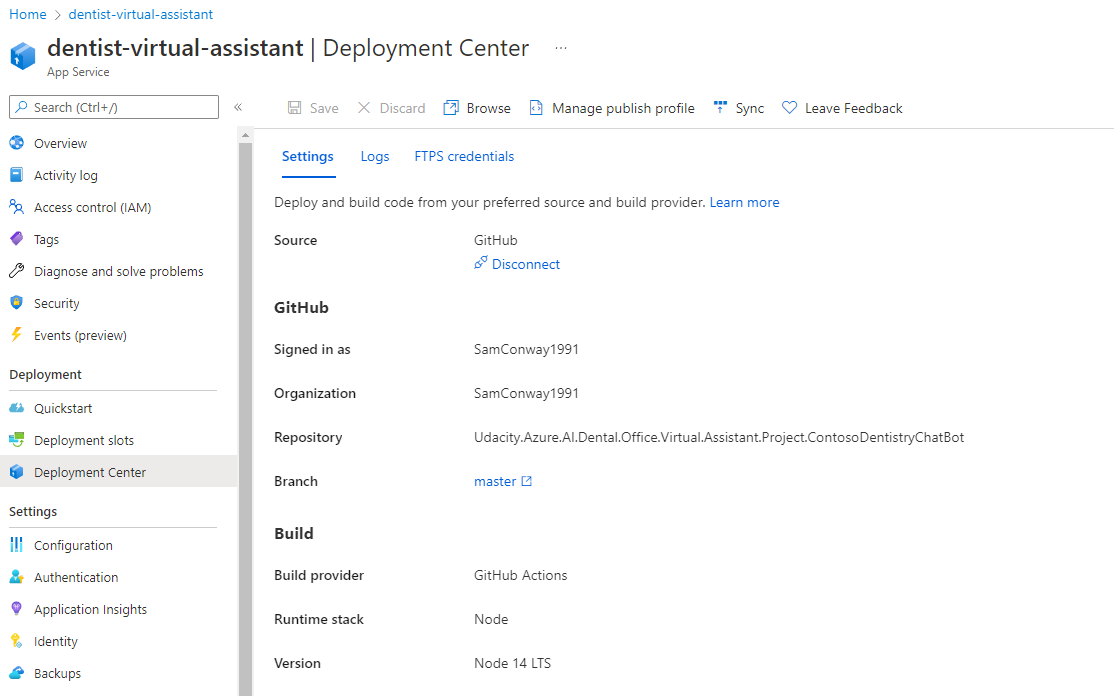 Home > dentist-virtual-assistant
dentist-virtual-assistant | Deployment Center ...
App Service
Search (Ctrl+/)
«
Save
Discard
Browse
Manage publish profile
Sync
Leave Feedback
Overview
Activity log
Access control (IAM)
Tags
Diagnose and solve problems
Security
Events (preview)
Deployment
Quickstart
Deployment slots
Deployment Center
Settings
Configuration
Authentication
Application Insights
Identity
Backups
Settings Logs FTPS credentials
Deploy and build code from your preferred source and build provider. Learn more
Source GitHub
Disconnect
GitHub
Signed in as SamConway1991
Organization SamConway1991
Repository Udacity.Azure.AI.Dental.Office.Virtual.Assistant.Project.ContosoDentistryChatBot
Branch master
Build
Build provider GitHub Actions
Runtime stack Node
Version Node 14 LTS